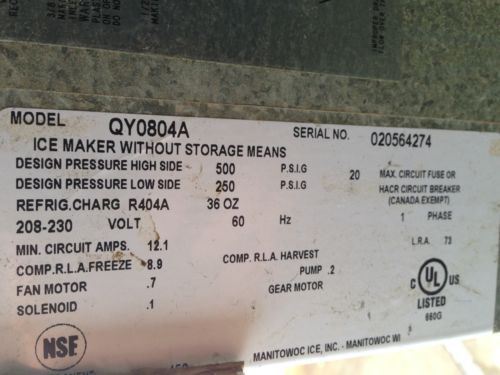 MODEL QY0804A SERIAL NO. 020564274
ICE MAKER WITHOUT STORAGE MEANS
DESIGN PRESSURE HIGH SIDE 500 P.S.I.G 20 MAX. CIRCUIT FUSE OR
DESIGN PRESSURE LOW SIDE 250 P.S.I.G HACR CIRCUIT BREAKER
REFRIG.CHARG R404A 36 OZ (CANADA EXEMPT)
208-230 VOLT 60 Hz 1 PHASE
MIN. CIRCUIT AMPS. 12.1 L.R.A. 73
COMP.R.L.A.FREEZE 8.9 COMP. R.L.A. HARVEST
FAN MOTOR .7 PUMP .2
SOLENOID .1 GEAR MOTOR
C UL US
LISTED
660G
NSF
MANITOWOC ICE, INC. - MANITOWOC WI